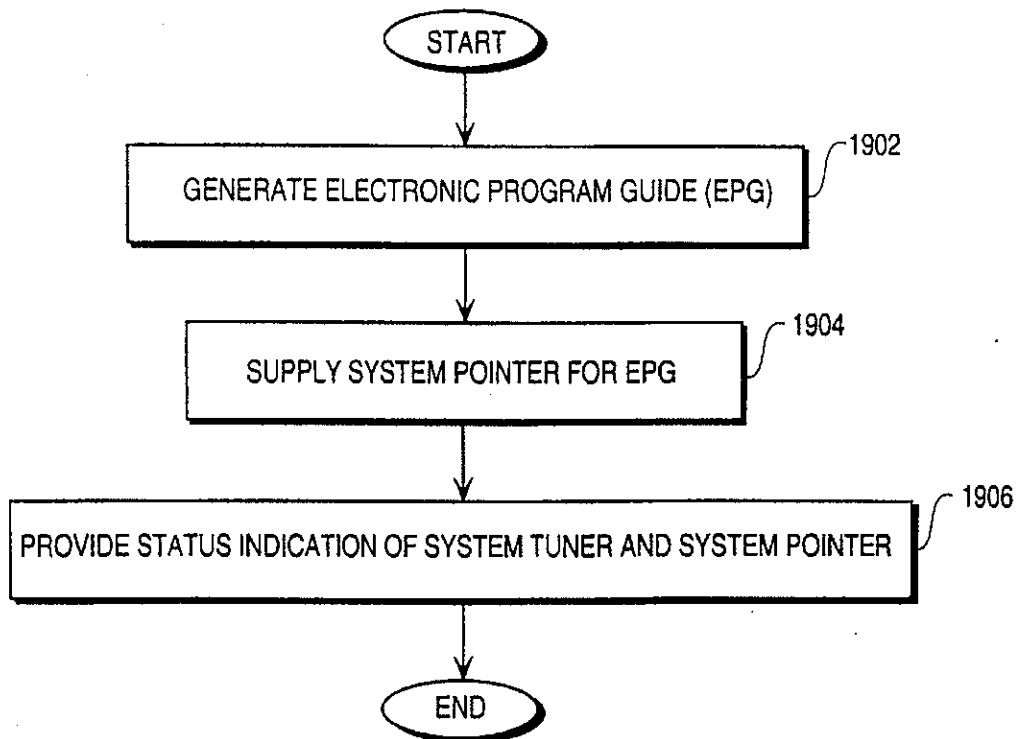 START
GENERATE ELECTRONIC PROGRAM GUIDE (EPG)
1902
SUPPLY SYSTEM POINTER FOR EPG
1904
PROVIDE STATUS INDICATION OF SYSTEM TUNER AND SYSTEM POINTER
1906
END